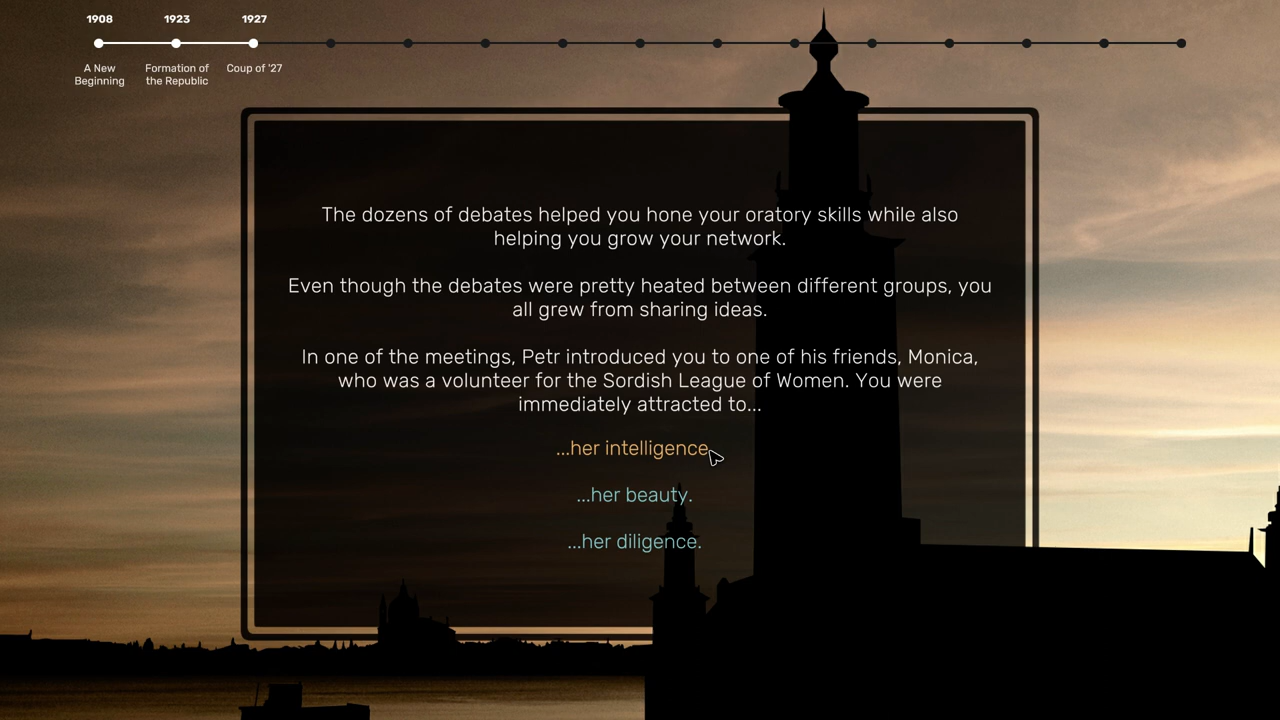 1908
1923
1927
A New
Beginning
Formation of
the Republic
Coup of '27
The dozens of debates helped you hone your oratory skills while also
helping you grow your network.
Even though the debates were pretty heated between different groups, you
all grew from sharing ideas.
In one of the meetings, Petr introduced you to one of his friends, Monica,
who was a volunteer for the Sordish League of Women. You were
immediately attracted to...
...her intelligence.
...her beauty.
...her diligence.